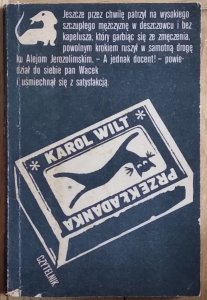 Jeszcze przez chwilę patrzył na wysokiego
szczupłego mężczyznę w deszczowcu i bez
kapelusza, który garbiąc się ze zmęczenia,
powolnym krokiem ruszył w samotną drogę
ku Alejom Jerozolimskim. – A jednak docent! – powie-
dział do siebie pan Wacek
i uśmiechnął się z satysfakcją.
* KAROL WILT *
PRZEKŁADANKA
CZYTELNIK